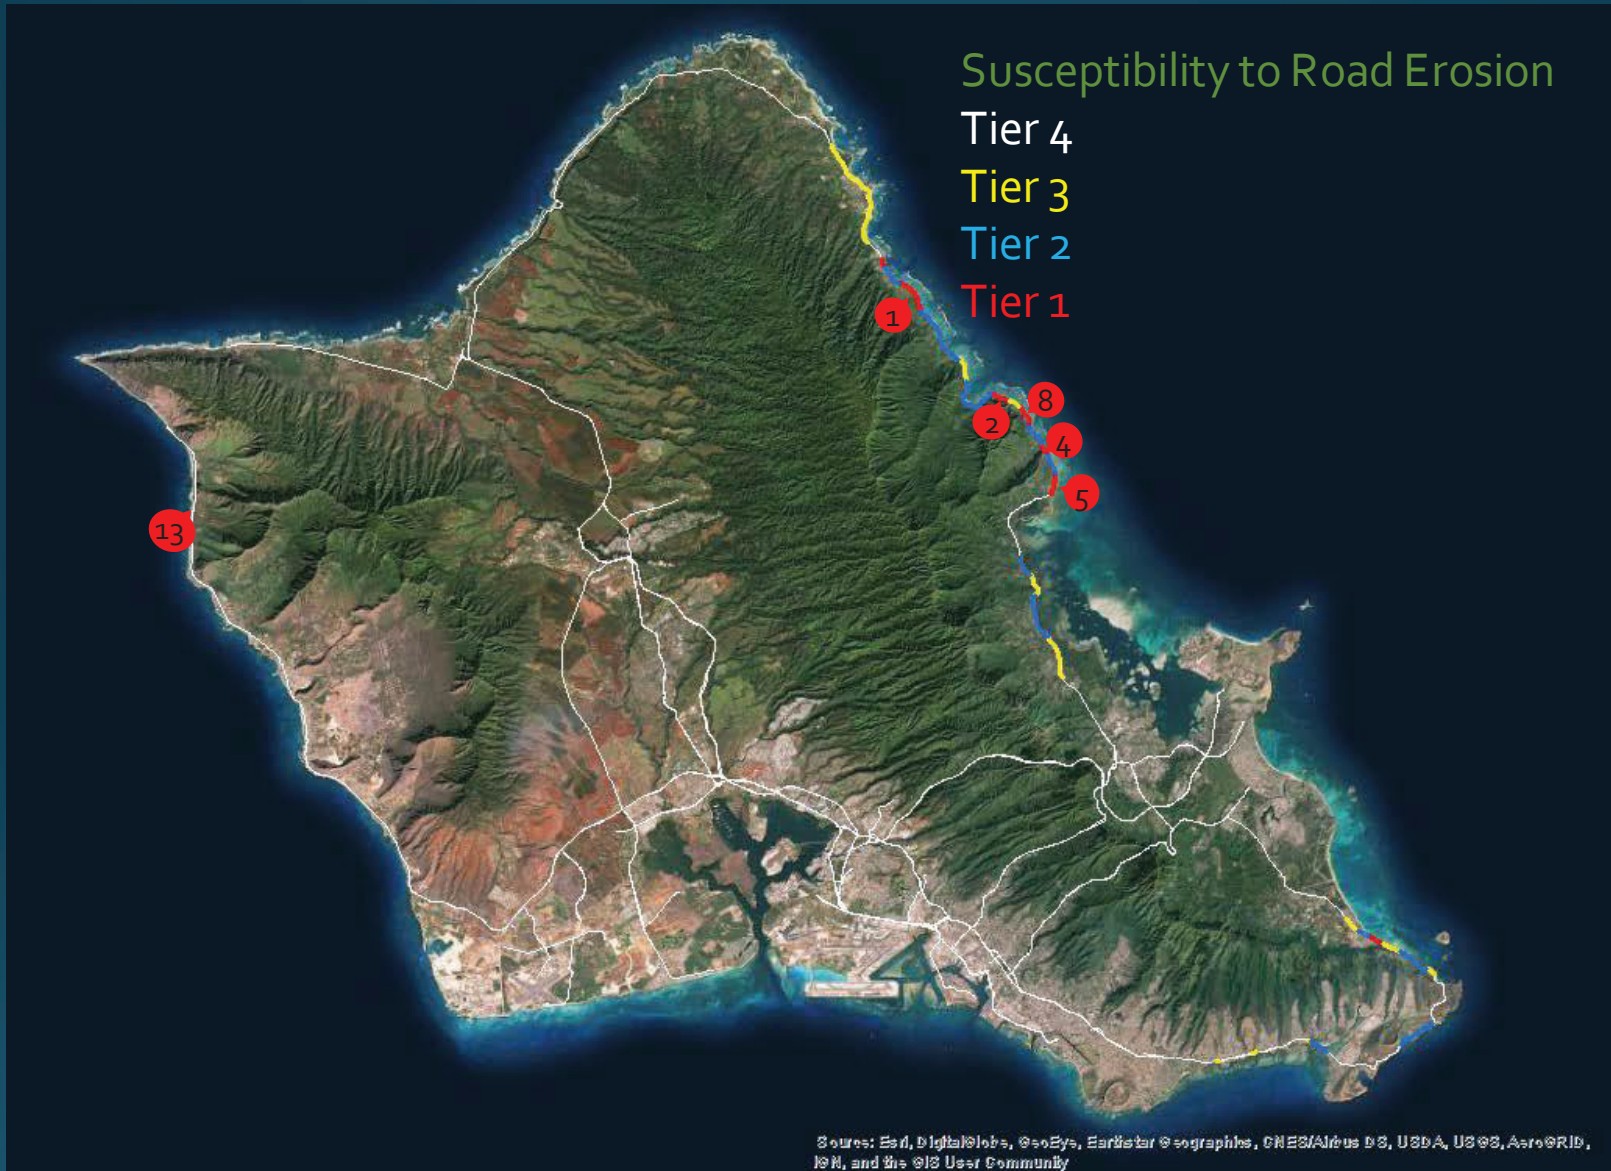 Susceptibility to Road Erosion
Tier 4
Tier 3
Tier 2
Tier 1
1
8
2
4
5
13
Source: Esri, DigitalGlobe, GeoEye, Earthstar Geographics, CNES/Airbus DS, USDA, USGS, AeroGRID,
IGN, and the GIS User Community